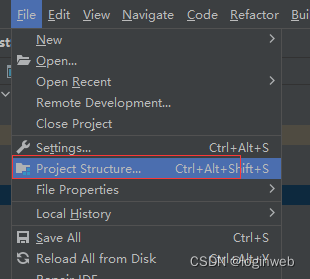 File Edit View Navigate Code Refactor Bui
st
New
Open...
Open Recent
Remote Development...
Close Project
Settings... Ctrl+Alt+S
Project Structure... Ctrl+Alt+Shift+S
File Properties
Local History
Save All Ctrl+S
Reload All from Disk Ctrl+Alt+Y
Repair IDE
CSDN @loginweb